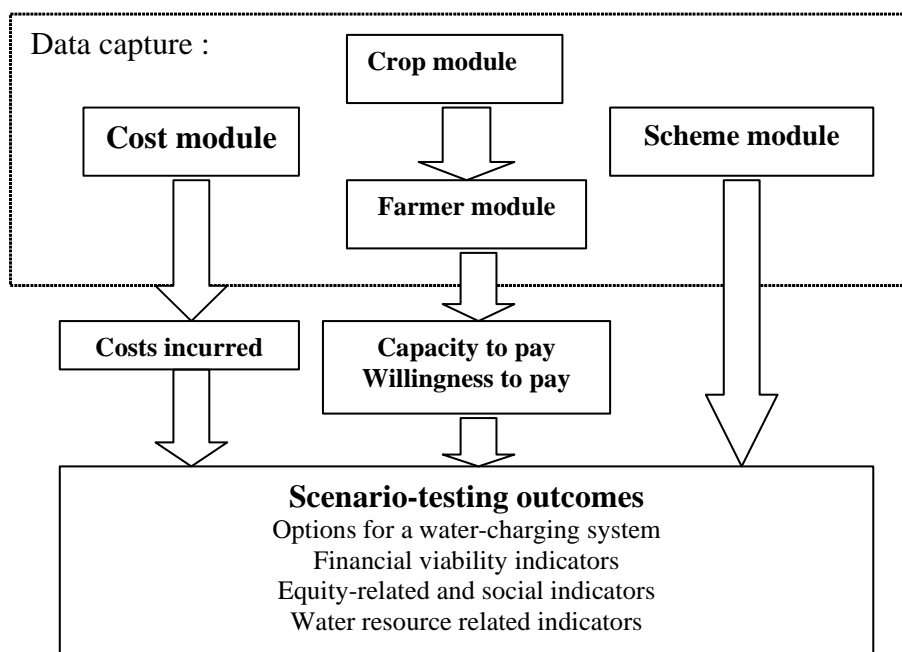 Data capture :
Crop module
Cost module
Scheme module
Farmer module
Costs incurred
Capacity to pay
Willingness to pay
Scenario-testing outcomes
Options for a water-charging system
Financial viability indicators
Equity-related and social indicators
Water resource related indicators